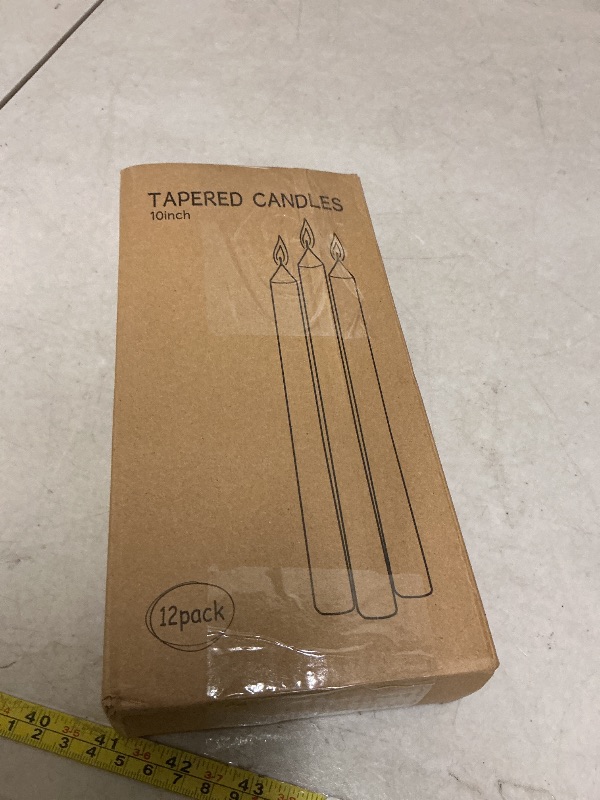 TAPERED CANDLES
10inch
12pack
40 41 42 43
1 2 3 4 5 6 7 8 9